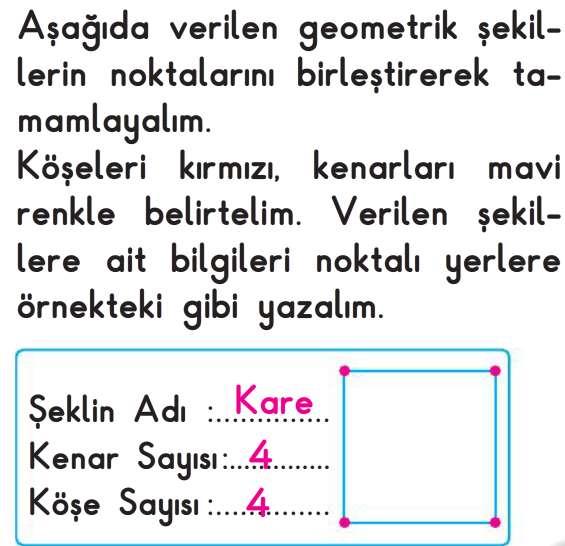 Aşağıda verilen geometrik şekil-
lerin noktalarını birleştirerek ta-
mamlayalım.
Köşeleri kırmızı, kenarları mavi
renkle belirtelim. Verilen şekil-
lere ait bilgileri noktalı yerlere
örnekteki gibi yazalım.
Şeklin Adı :..Kare..
Kenar Sayısı:....4........
Köşe Sayısı:....4........